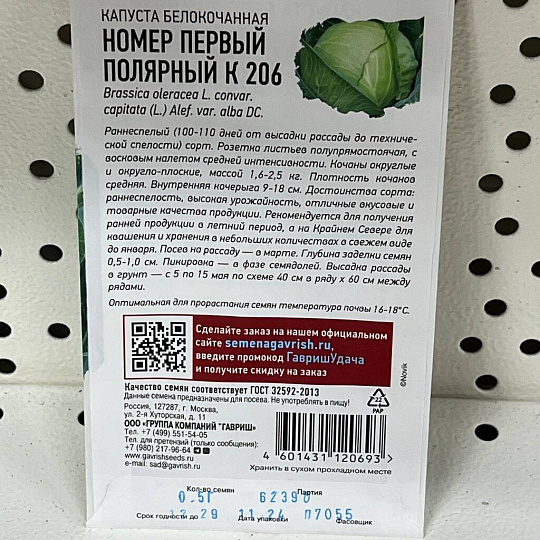 КАПУСТА БЕЛОКОЧАННАЯ
НОМЕР ПЕРВЫЙ
ПОЛЯРНЫЙ К 206
Brassica oleracea L. convar.
capitata (L.) Alef. var. alba DC.
Раннеспелый (100-110 дней от высадки рассады до техниче-
ской спелости) сорт. Розетка листьев полупрямостоячая, с
восковым налетом средней интенсивности. Кочаны округлые
и округло-плоские, массой 1,6-2,5 кг. Плотность кочанов
средняя. Внутренняя кочерыга 9-18 см. Достоинства сорта:
раннеспелость, высокая урожайность, отличные вкусовые и
товарные качества продукции. Рекомендуется для получения
ранней продукции в летний период, а на Крайнем Севере для
квашения и хранения в небольших количествах в свежем виде
до января. Посев на рассаду — в марте. Глубина заделки семян
0,5-1,0 см. Пикировка — в фазе семядолей. Высадка рассады
в грунт — с 5 по 15 мая по схеме 40 см в ряду х 60 см между
рядами.
Оптимальная для прорастания семян температура почвы 16-18°С.
Сделайте заказ на нашем официальном
сайте semenagavrish.ru,
введите промокод ГавришУдача
и получите скидку на заказ
©Novik
Качество семян соответствует ГОСТ 32592-2013
Данные семена предназначены для посева. Не употреблять в пищу!
Россия, 127287, г. Москва,
ул. 2-я Хуторская, д. 11
ООО «ГРУППА КОМПАНИЙ "ГАВРИШ"»
Тел. +7 (499) 551-54-05
Тел. для претензий (только сообщения):
+7 (980) 217-96-64
www.gavrishseeds.ru
e-mail: sad@gavrish.ru
22
PAP
4 601431 120693 >
Хранить в сухом прохладном месте
Кол-во семян Партия
0.5Г 62390
12.29 11.24 П7055
Срок годности до Дата упаковки Фасовщик